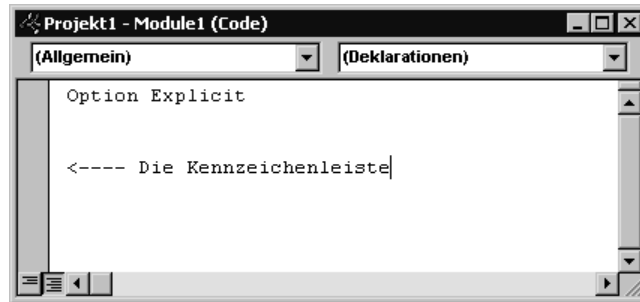 Projekt1 - Module1 (Code)
(Allgemein) (Deklarationen)
Option Explicit
<---- Die Kennzeichenleiste